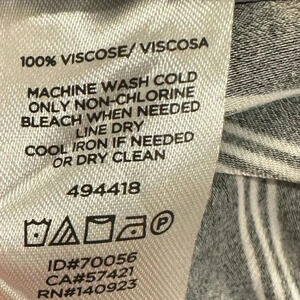 100% VISCOSE/ VISCOSA
MACHINE WASH COLD
ONLY NON-CHLORINE
BLEACH WHEN NEEDED
LINE DRY
COOL IRON IF NEEDED
OR DRY CLEAN
494418
P
ID#70056
CA#57421
RN#140923